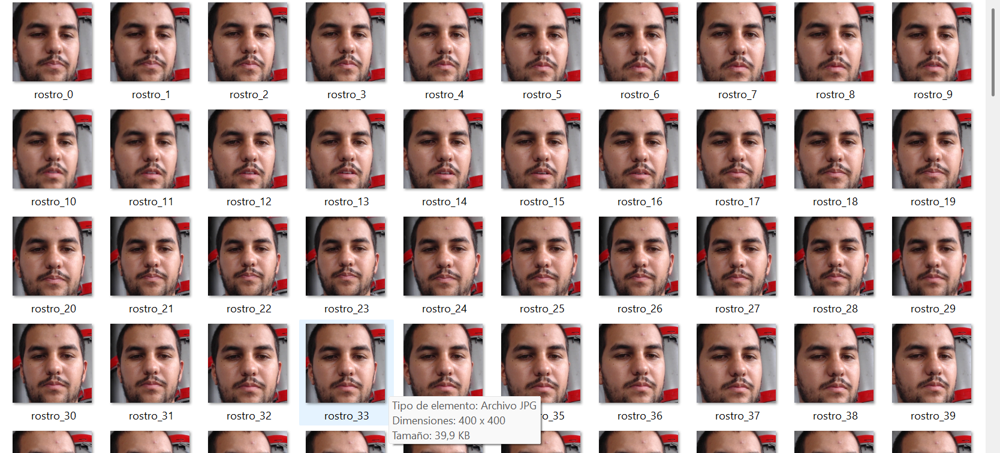 rostro_0
rostro_1
rostro_2
rostro_3
rostro_4
rostro_5
rostro_6
rostro_7
rostro_8
rostro_9
rostro_10
rostro_11
rostro_12
rostro_13
rostro_14
rostro_15
rostro_16
rostro_17
rostro_18
rostro_19
rostro_20
rostro_21
rostro_22
rostro_23
rostro_24
rostro_25
rostro_26
rostro_27
rostro_28
rostro_29
rostro_30
rostro_31
rostro_32
rostro_33
o_35
rostro_36
rostro_37
rostro_38
rostro_39
Tipo de elemento: Archivo JPG
Dimensiones: 400 x 400
Tamaño: 39,9 KB